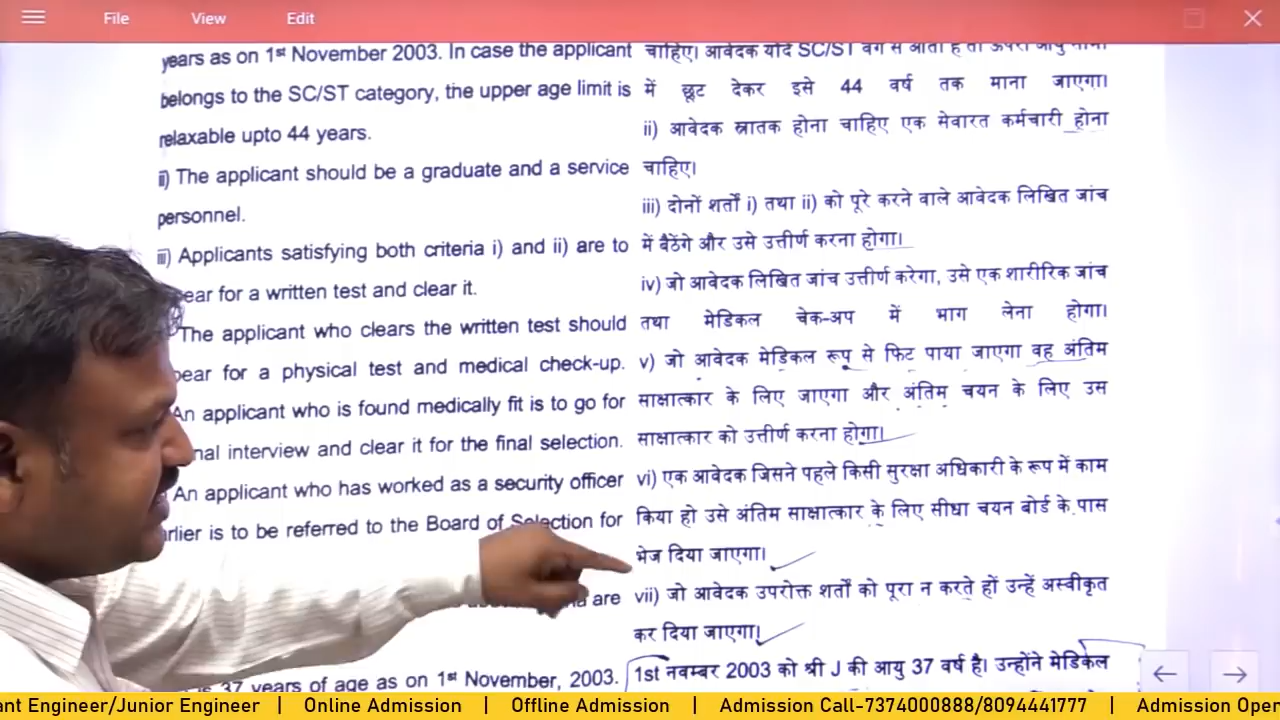 File View Edit
years as on 1st November 2003. In case the applicant
belongs to the SC/ST category, the upper age limit is
relaxable upto 44 years.
ii) The applicant should be a graduate and a service
personnel.
iii) Applicants satisfying both criteria i) and ii) are to
ear for a written test and clear it.
The applicant who clears the written test should
ear for a physical test and medical check-up.
An applicant who is found medically fit is to go for
nal interview and clear it for the final selection.
An applicant who has worked as a security officer
rlier is to be referred to the Board of Selection for
are
37 years of age as on 1st November, 2003.
चाहिए। आवेदक यदि SC/ST वर्ग से आता है तो ऊपरी आयु सीमा
में छूट देकर इसे 44 वर्ष तक माना जाएगा।
ii) आवेदक स्नातक होना चाहिए एक सेवारत कर्मचारी होना
चाहिए।
iii) दोनों शर्तों i) तथा ii) को पूरे करने वाले आवेदक लिखित जांच
में बैठेंगे और उसे उत्तीर्ण करना होगा।
iv) जो आवेदक लिखित जांच उत्तीर्ण करेगा, उसे एक शारीरिक जांच
तथा मेडिकल चेक-अप में भाग लेना होगा।
v) जो आवेदक मेडिकल रूप से फिट पाया जाएगा वह अंतिम
साक्षात्कार के लिए जाएगा और अंतिम चयन के लिए उस
साक्षात्कार को उत्तीर्ण करना होगा।
vi) एक आवेदक जिसने पहले किसी सुरक्षा अधिकारी के रूप में काम
किया हो उसे अंतिम साक्षात्कार के लिए सीधा चयन बोर्ड के पास
भेज दिया जाएगा।
vii) जो आवेदक उपरोक्त शर्तों को पूरा न करते हों उन्हें अस्वीकृत
कर दिया जाएगा।
1st नवम्बर 2003 को श्री J की आयु 37 वर्ष है। उन्होंने मेडिकल
ant Engineer/Junior Engineer | Online Admission | Offline Admission | Admission Call-7374000888/8094441777 | Admission Oper